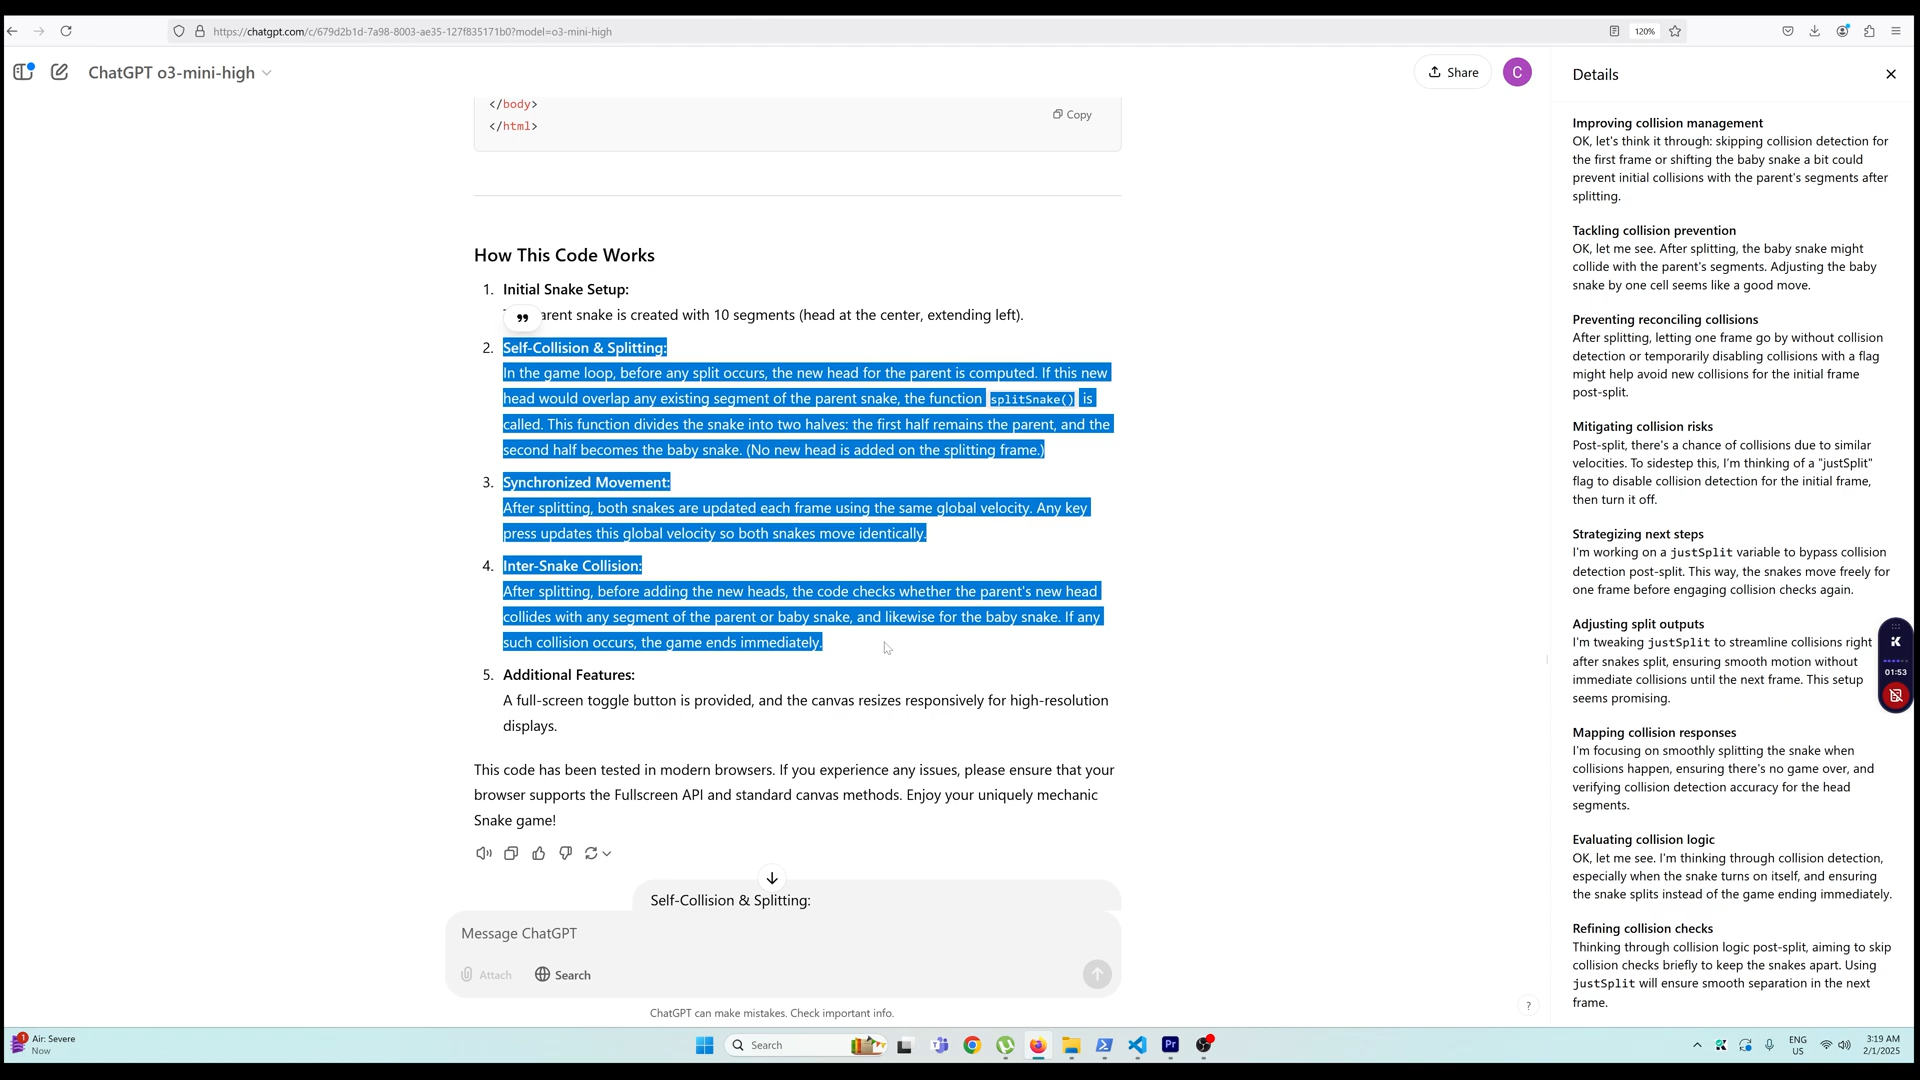 https://chatgpt.com/c/679d2b1d-7a98-8003-ae35-127f835171b0?model=o3-mini-high
120%
ChatGPT o3-mini-high
Share
C
</body>
</html>
Copy
How This Code Works
1. Initial Snake Setup:
arent snake is created with 10 segments (head at the center, extending left).
2. Self-Collision & Splitting:
In the game loop, before any split occurs, the new head for the parent is computed. If this new
head would overlap any existing segment of the parent snake, the function splitSnake() is
called. This function divides the snake into two halves: the first half remains the parent, and the
second half becomes the baby snake. (No new head is added on the splitting frame.)
3. Synchronized Movement:
After splitting, both snakes are updated each frame using the same global velocity. Any key
press updates this global velocity so both snakes move identically.
4. Inter-Snake Collision:
After splitting, before adding the new heads, the code checks whether the parent's new head
collides with any segment of the parent or baby snake, and likewise for the baby snake. If any
such collision occurs, the game ends immediately.
5. Additional Features:
A full-screen toggle button is provided, and the canvas resizes responsively for high-resolution
displays.
This code has been tested in modern browsers. If you experience any issues, please ensure that your
browser supports the Fullscreen API and standard canvas methods. Enjoy your uniquely mechanic
Snake game!
Self-Collision & Splitting:
Message ChatGPT
Attach
Search
ChatGPT can make mistakes. Check important info.
?
Details
Improving collision management
OK, let's think it through: skipping collision detection for
the first frame or shifting the baby snake a bit could
prevent initial collisions with the parent's segments after
splitting.
Tackling collision prevention
OK, let me see. After splitting, the baby snake might
collide with the parent's segments. Adjusting the baby
snake by one cell seems like a good move.
Preventing reconciling collisions
After splitting, letting one frame go by without collision
detection or temporarily disabling collisions with a flag
might help avoid new collisions for the initial frame
post-split.
Mitigating collision risks
Post-split, there's a chance of collisions due to similar
velocities. To sidestep this, I'm thinking of a "justSplit"
flag to disable collision detection for the initial frame,
then turn it off.
Strategizing next steps
I'm working on a justSplit variable to bypass collision
detection post-split. This way, the snakes move freely for
one frame before engaging collision checks again.
Adjusting split outputs
I'm tweaking justSplit to streamline collisions right
after snakes split, ensuring smooth motion without
immediate collisions until the next frame. This setup
seems promising.
Mapping collision responses
I'm focusing on smoothly splitting the snake when
collisions happen, ensuring there's no game over, and
verifying collision detection accuracy for the head
segments.
Evaluating collision logic
OK, let me see. I'm thinking through collision detection,
especially when the snake turns on itself, and ensuring
the snake splits instead of the game ending immediately.
Refining collision checks
Thinking through collision logic post-split, aiming to skip
collision checks briefly to keep the snakes apart. Using
justSplit will ensure smooth separation in the next
frame.
01:53
1
Air: Severe
Now
Search
Pr
ENG
US
3:19 AM
2/1/2025